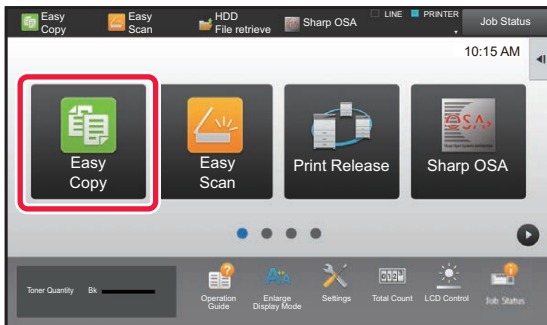 Easy
Copy
Easy
Scan
HDD
File retrieve
Sharp OSA
LINE
PRINTER
Job Status
10:15 AM
Easy
Copy
Easy
Scan
Print Release
OSA
Sharp OSA
Toner Quantity Bk
Operation
Guide
Enlarge
Display Mode
Settings
Total Count
LCD Control
Job Status